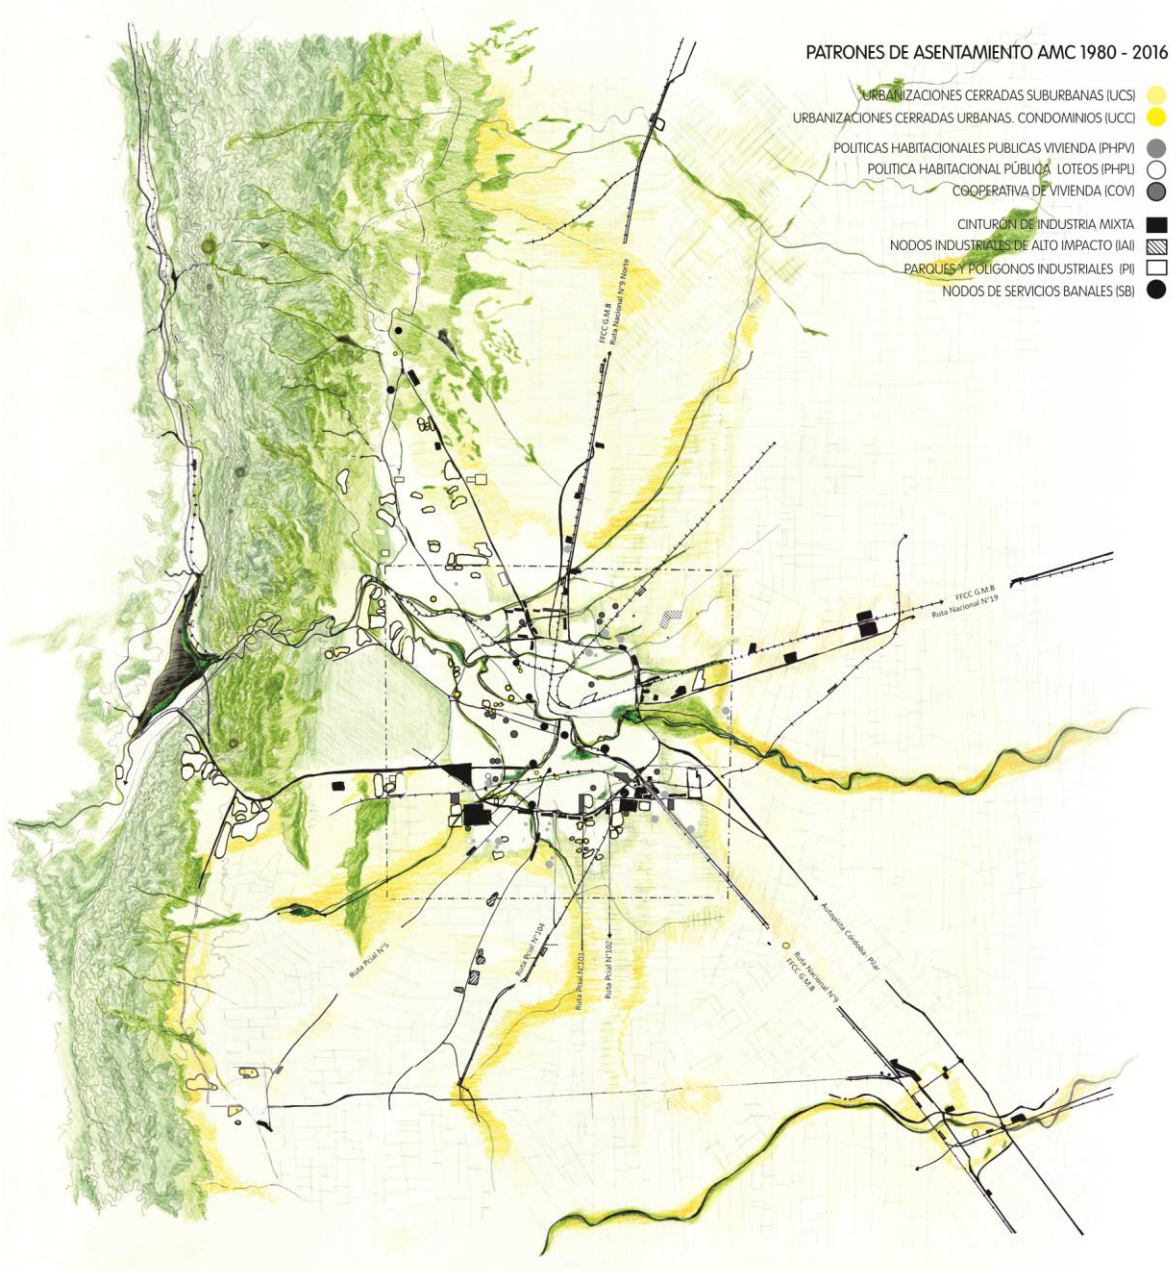 PATRONES DE ASENTAMIENTO AMC 1980 - 2016
URBANIZACIONES CERRADAS SUBURBANAS (UCS)
URBANIZACIONES CERRADAS URBANAS. CONDOMINIOS (UCC)
POLITICAS HABITACIONALES PUBLICAS VIVIENDA (PHPV)
POLITICA HABITACIONAL PÚBLICA LOTEOS (PHPL)
COOPERATIVA DE VIVIENDA (COV)
CINTURÓN DE INDUSTRIA MIXTA
NODOS INDUSTRIALES DE ALTO IMPACTO (IAI)
PARQUES Y POLIGONOS INDUSTRIALES (PI)
NODOS DE SERVICIOS BANALES (SB)
FFCC G.M.B
Ruta Nacional N°9 Norte
FFCC G.M.B
Ruta Nacional N°19
Ruta Pcial N°5
Ruta Pcial N°104
Ruta Pcial N°103
Ruta Pcial N°102
Autopista Córdoba- Pilar
Ruta Nacional N°9
FFCC G.M.B